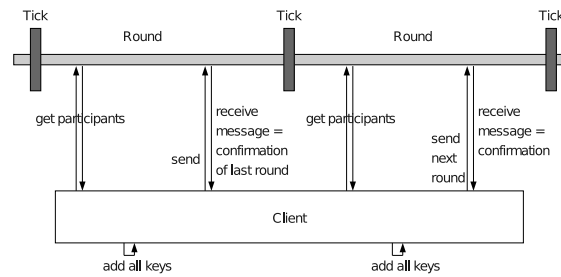 Tick
Tick
Tick
Round
Round
get participants
send
receive
message =
confirmation
of last round
get participants
send
next
round
receive
message =
confirmation
Client
add all keys
add all keys